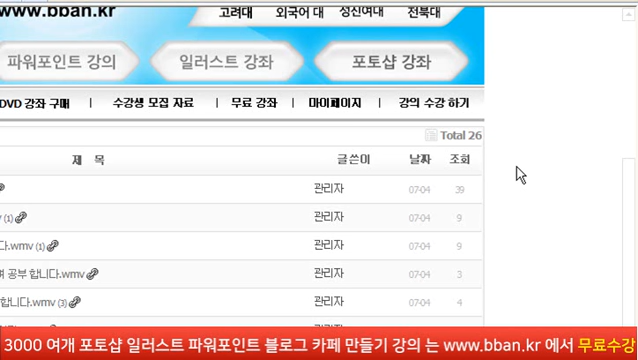 www.bban.kr
고려대 외국어 대 성신여대 전북대
파워포인트 강의 일러스트 강좌 포토샵 강좌
DVD 강좌 구매 | 수강생 모집 자료 | 무료 강좌 | 마이페이지 | 강의 수강 하기
Total 26
제 목 글쓴이 날짜 조회
관리자 07-04 39
(1) 관리자 07-04 9
다.wmv (1) 관리자 07-04 9
며 공부 합니다.wmv 관리자 07-04 3
합니다.wmv (3) 관리자 07-04 4
3000 여개 포토샵 일러스트 파워포인트 블로그 카페 만들기 강의 는 www.bban.kr 에서 무료수강